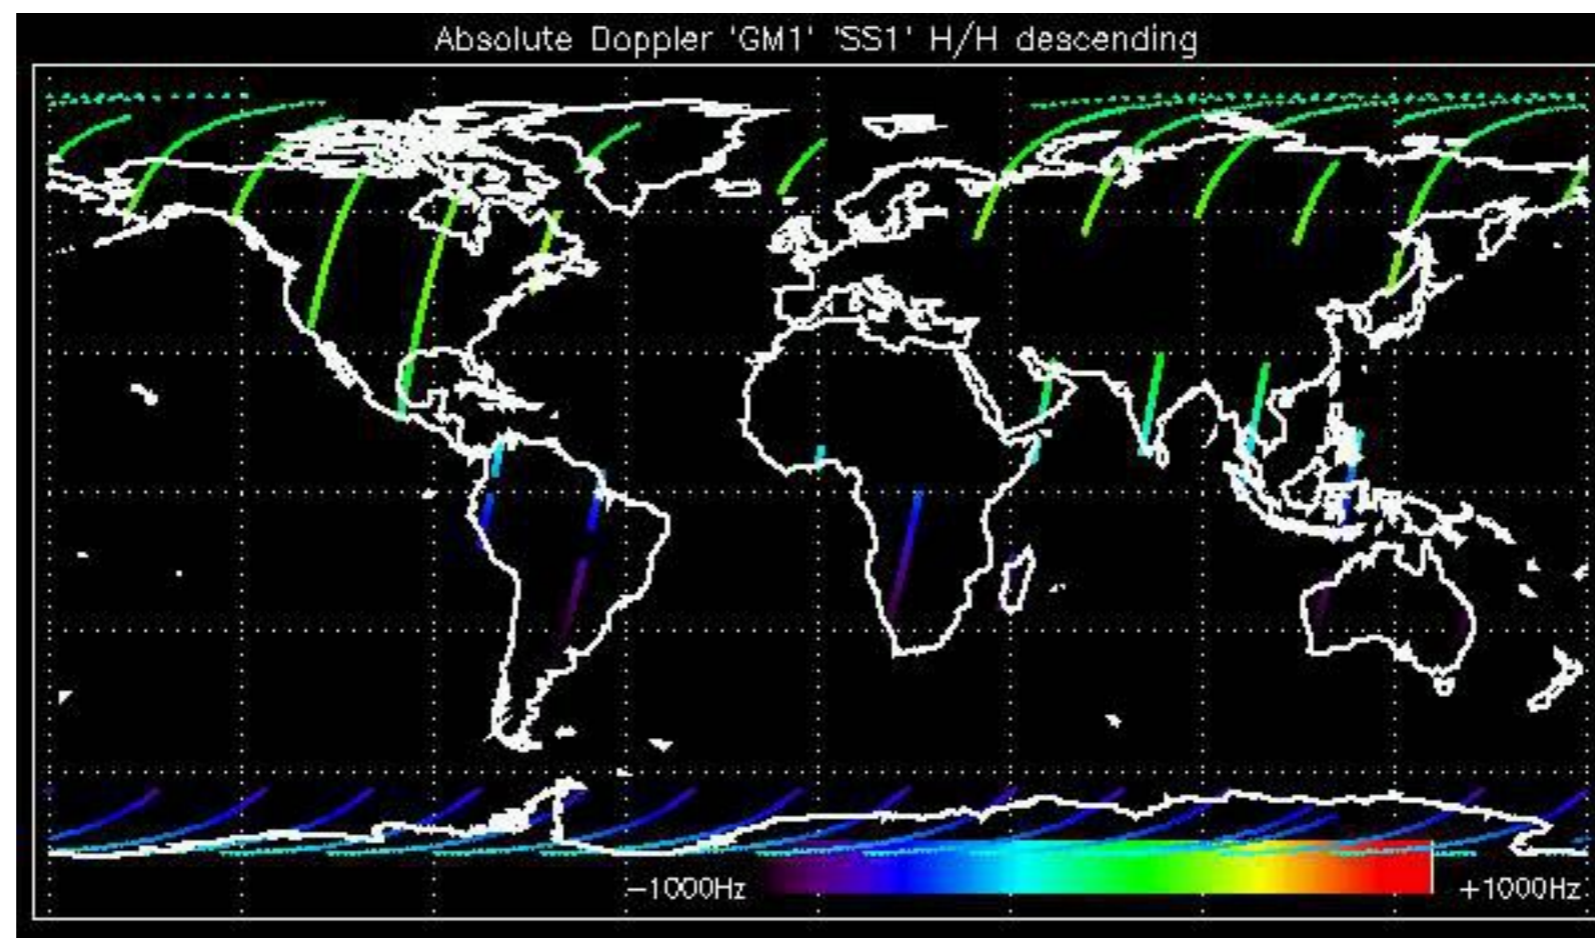 Absolute Doppler 'GM1' 'SS1' H/H descending
-1000Hz
+1000Hz